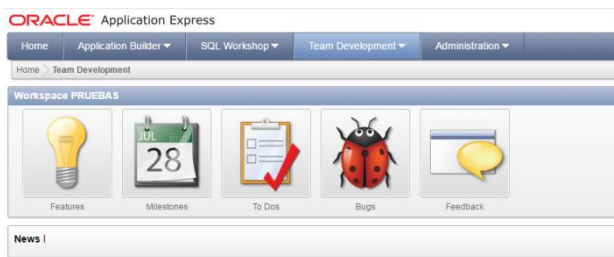 ORACLE Application Express
Home Application Builder SQL Workshop Team Development Administration
Home Team Development
Workspace PRUEBAS
JUL
28
Features Milestones To Dos Bugs Feedback
News